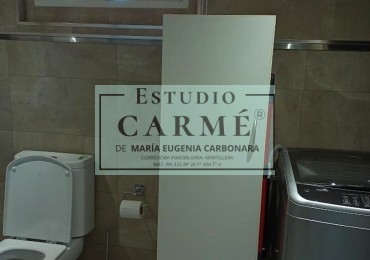 ESTUDIO
CARMÉ®
DE MARÍA EUGENIA CARBONARA
CORREDORA INMOBILIARIA- MARTILLERA